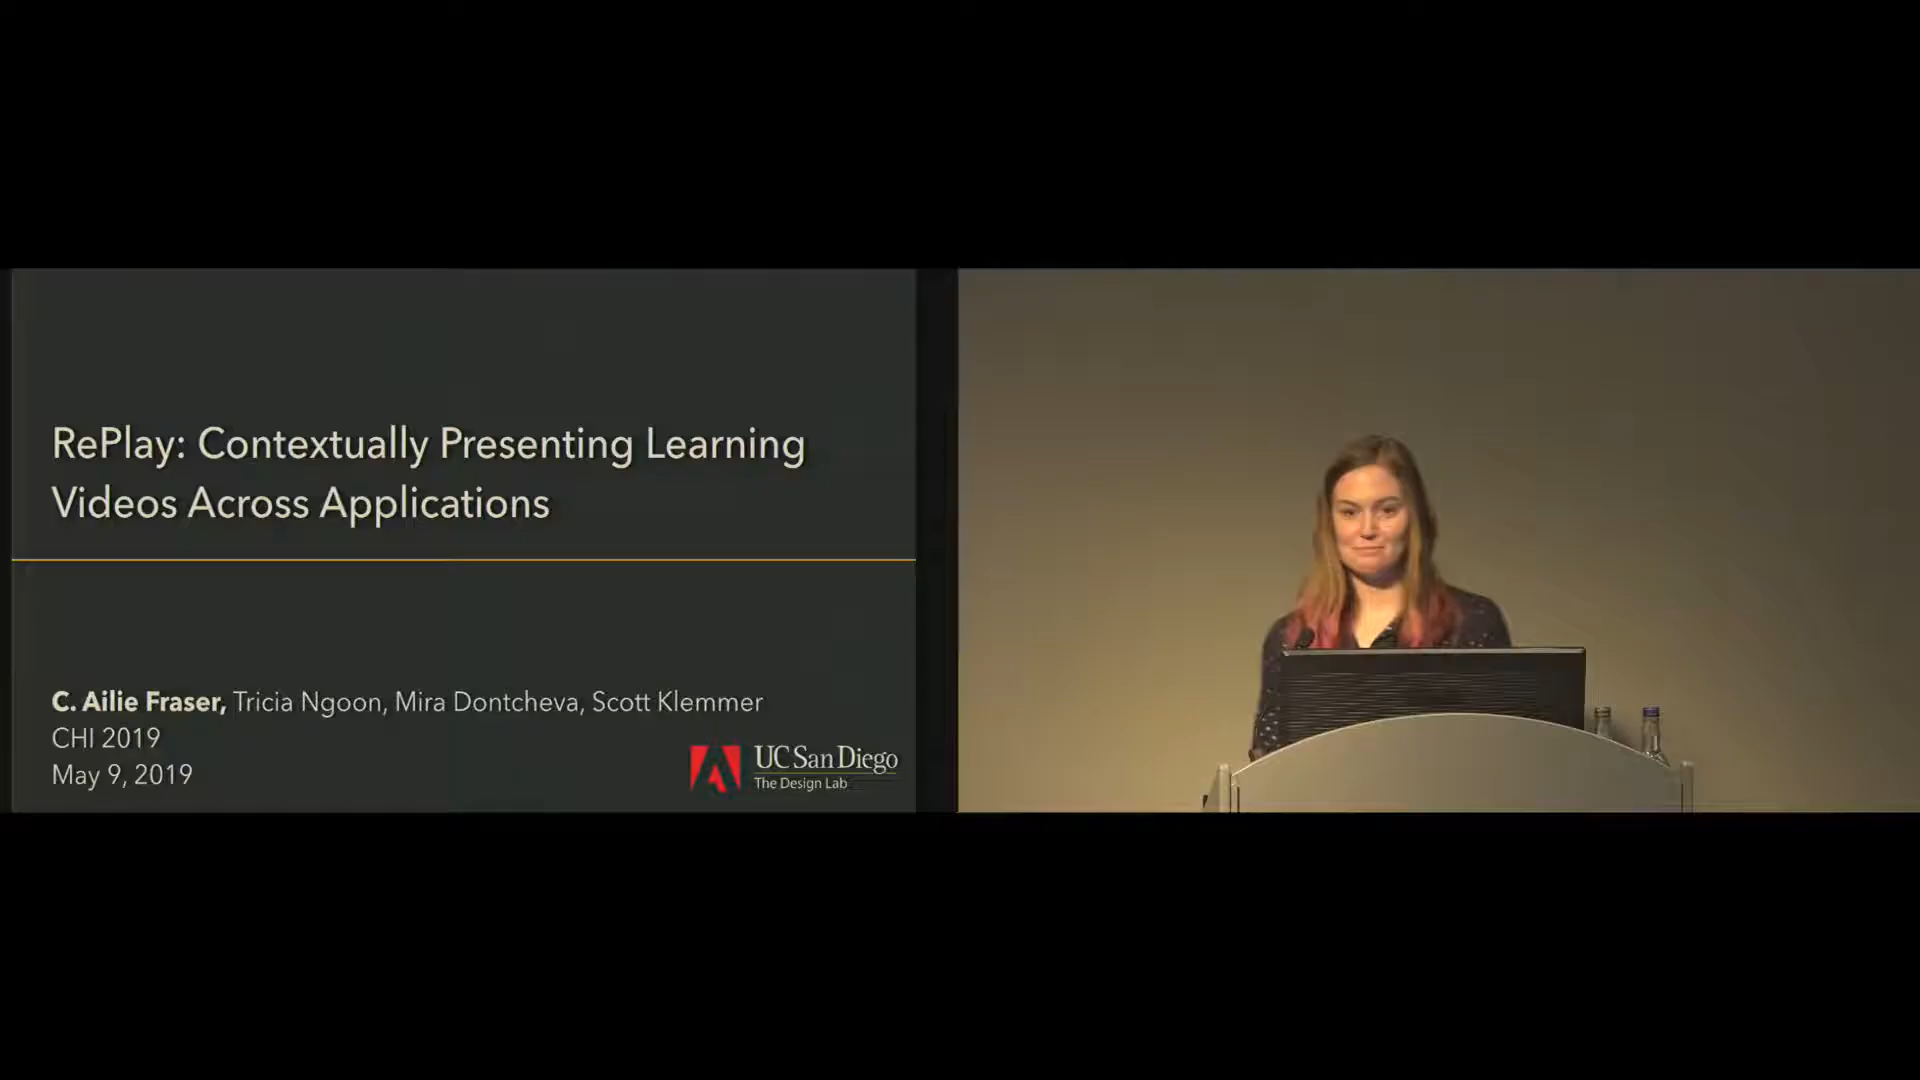 RePlay: Contextually Presenting Learning
Videos Across Applications
C. Ailie Fraser, Tricia Ngoon, Mira Dontcheva, Scott Klemmer
CHI 2019
May 9, 2019
UC San Diego
The Design Lab